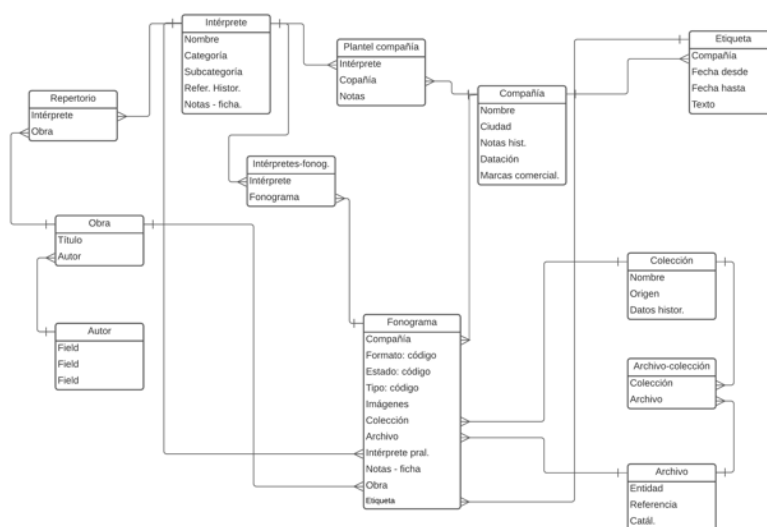 Intérprete
Nombre
Categoría
Subcategoría
Refer. Histor.
Notas - ficha.
Plantel compañía
Intérprete
Copañía
Notas
Etiqueta
Compañía
Fecha desde
Fecha hasta
Texto
Repertorio
Intérprete
Obra
Compañía
Nombre
Ciudad
Notas hist.
Datación
Marcas comercial.
Intérpretes-fonog.
Intérprete
Fonograma
Obra
Título
Autor
Autor
Field
Field
Field
Fonograma
Compañía
Formato: código
Estado: código
Tipo: código
Imágenes
Colección
Archivo
Intérprete pral.
Notas - ficha
Obra
Etiqueta
Colección
Nombre
Origen
Datos histor.
Archivo-colección
Colección
Archivo
Archivo
Entidad
Referencia
Catál.